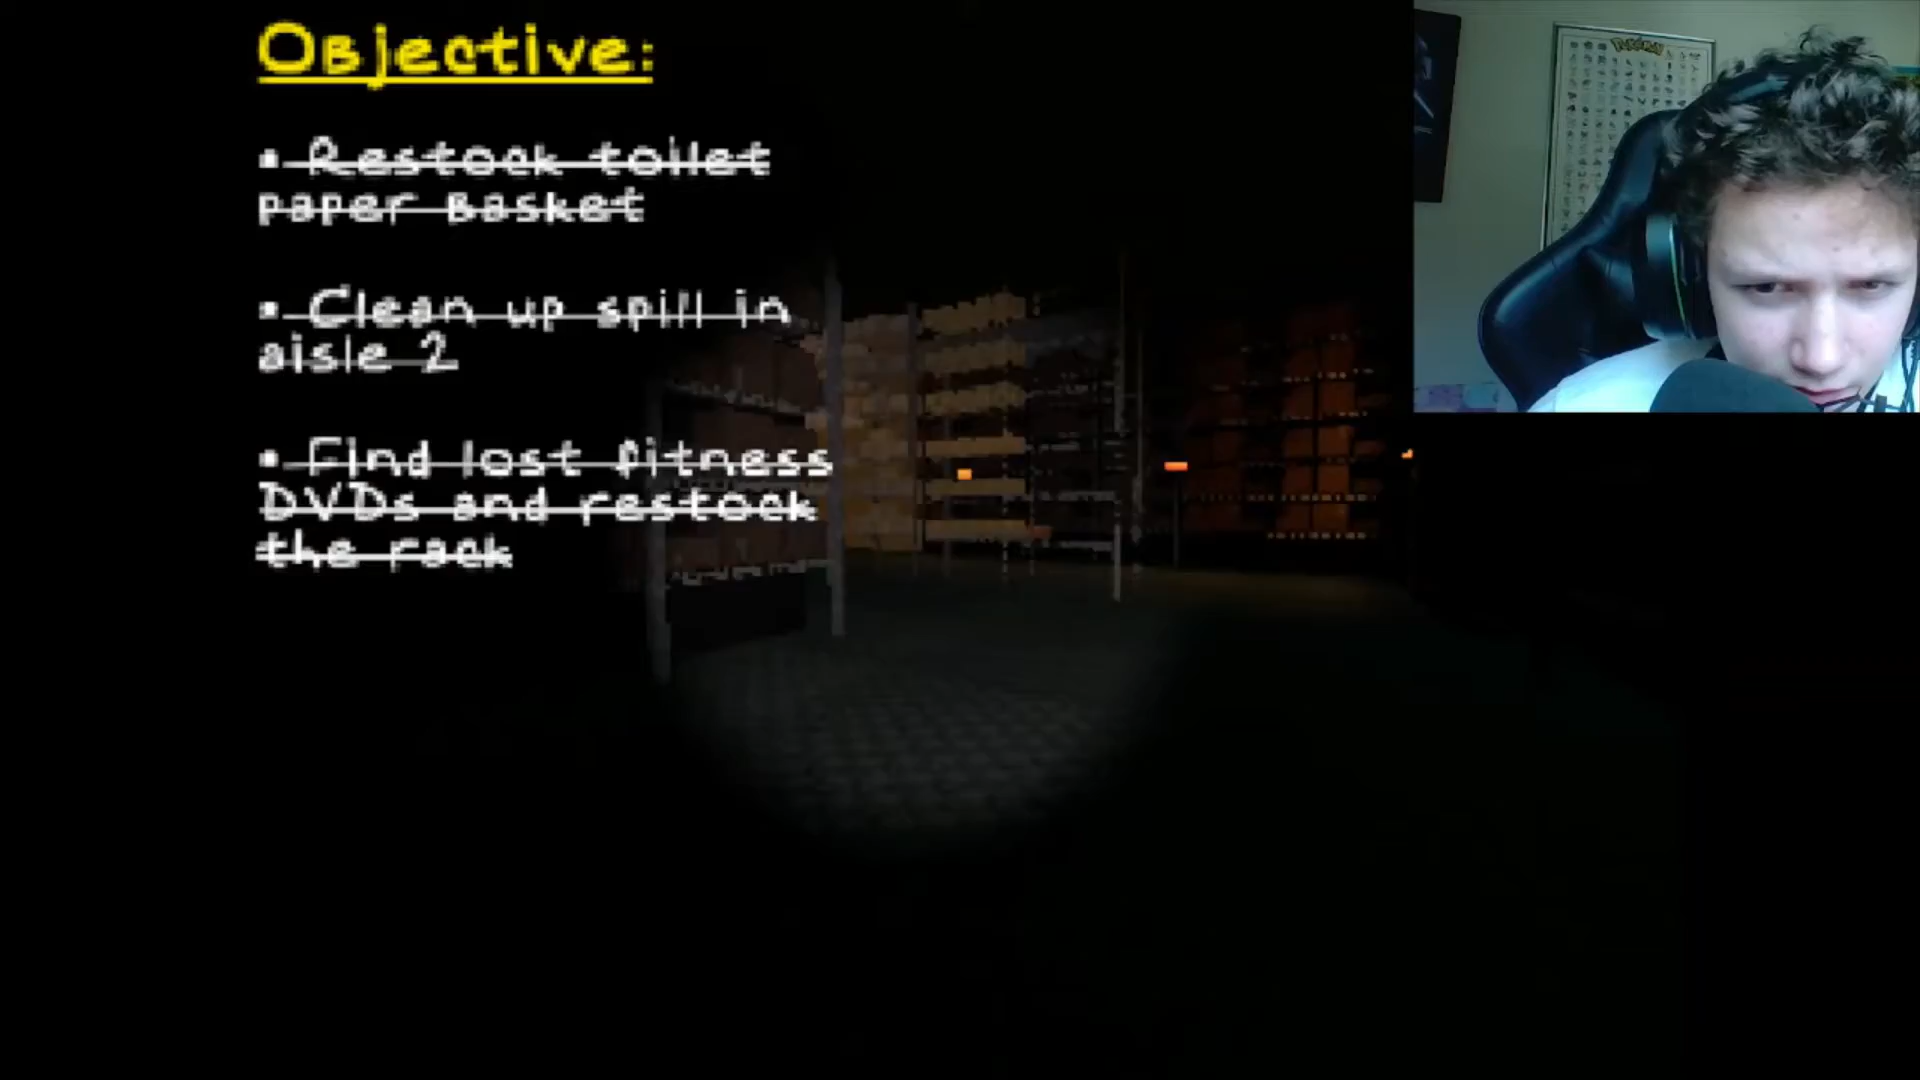 Objective:
• Restock toilet
paper basket
• Clean up spill in
aisle 2
• Find lost fitness
DVDs and restock
the rack
POKÉMON